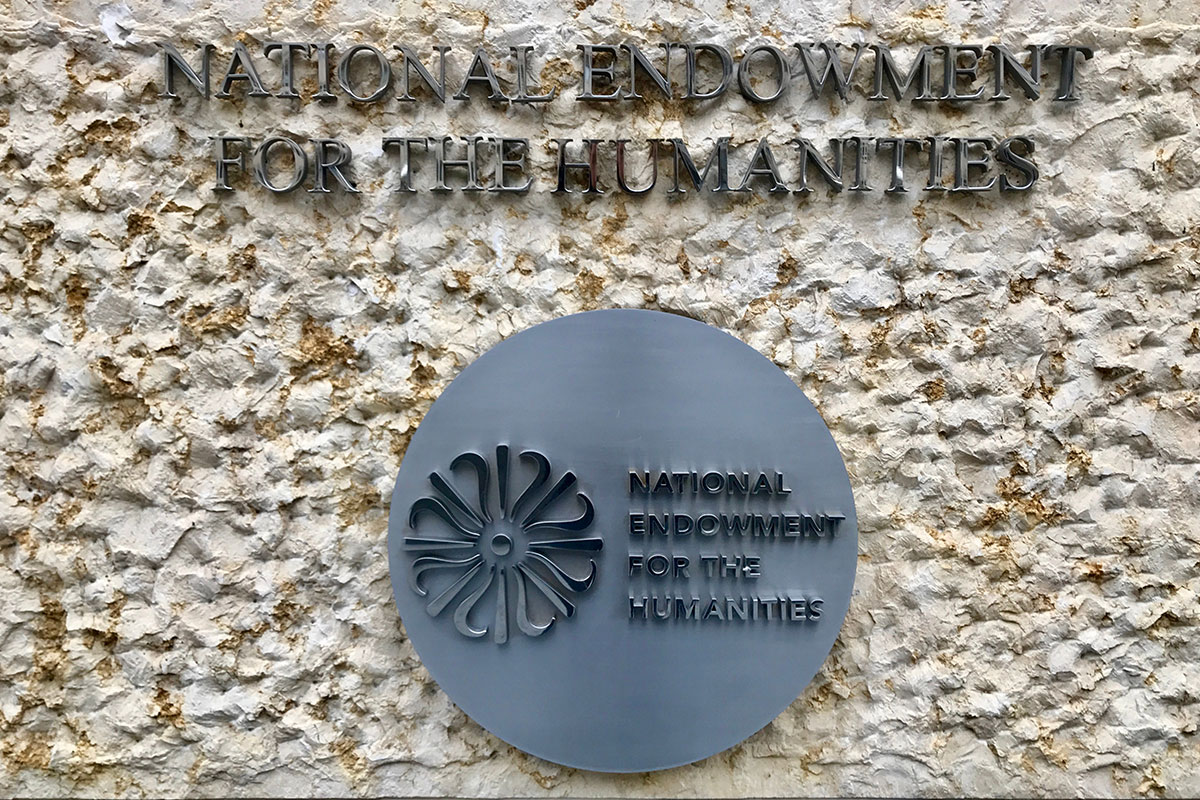 NATIONAL ENDOWMENT
FOR THE HUMANITIES
NATIONAL
ENDOWMENT
FOR THE
HUMANITIES